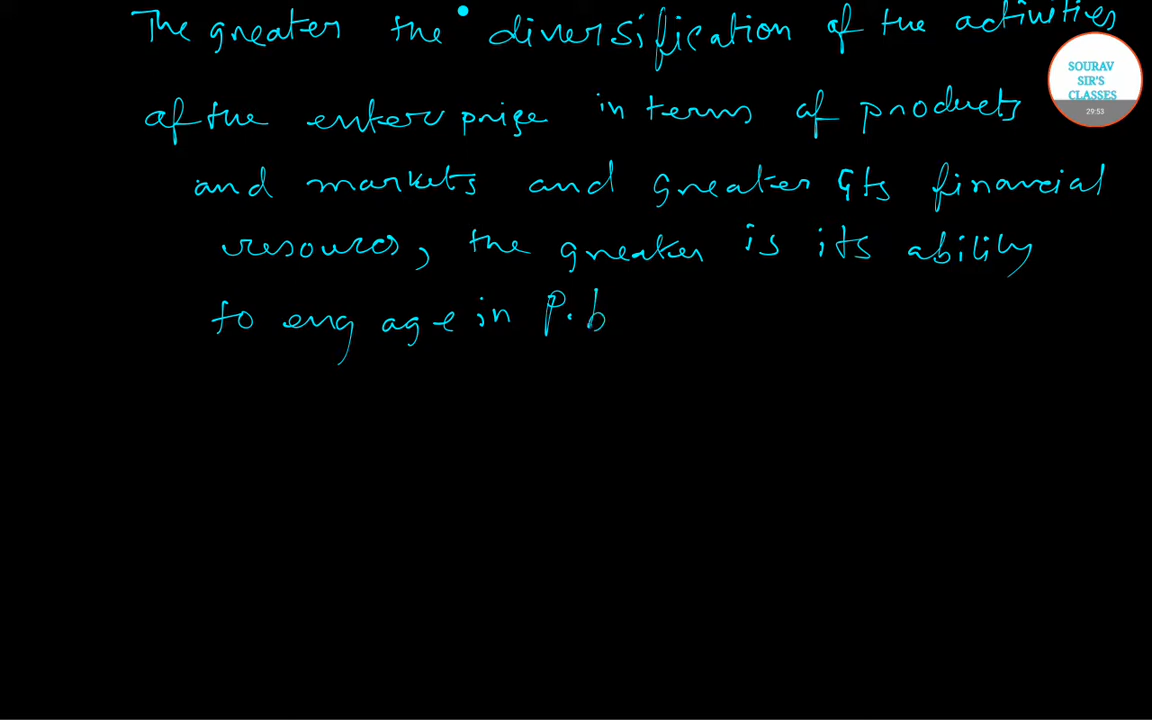 The greater the diversification of the activities
of the enterprize in terms of products
and markets and greater its financial
resources, the greater is its ability
to engage in P.b
SOURAV
SIR'S
CLASSES
29:53